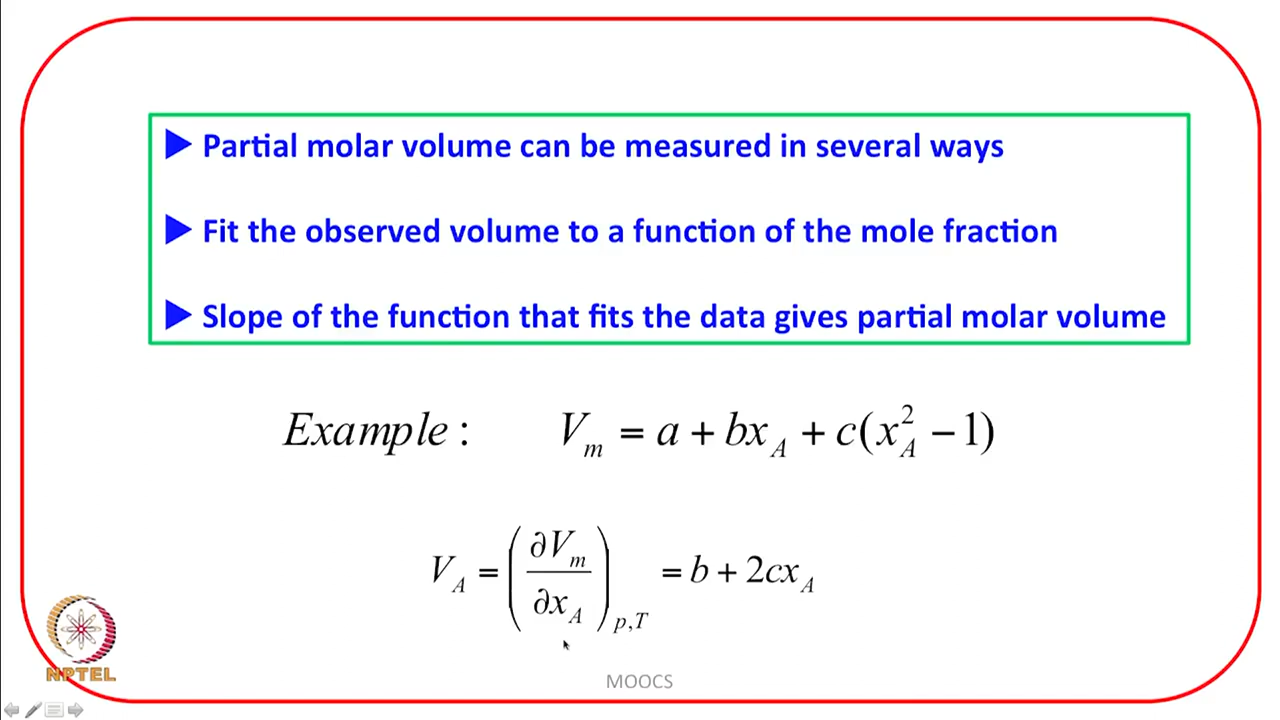 ▶ Partial molar volume can be measured in several ways
▶ Fit the observed volume to a function of the mole fraction
▶ Slope of the function that fits the data gives partial molar volume
Example : V_m = a + bx_A + c(x_A^2 − 1)
V_A = (∂V_m / ∂x_A)_{p,T} = b + 2cx_A
NPTEL
MOOCS